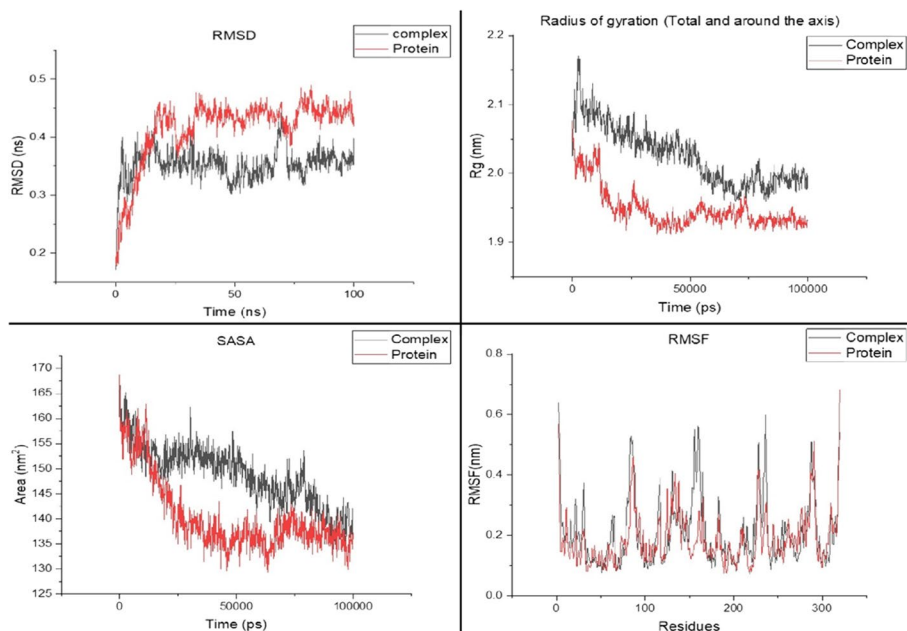 RMSD
complex
Protein
0.5
0.4
0.3
0.2
RMSD (ns)
0
50
100
Time (ns)
Radius of gyration (Total and around the axis)
Complex
Protein
2.2
2.1
2.0
1.9
Rg (nm)
0
50000
100000
Time (ps)
SASA
Complex
Protein
170
165
160
155
150
145
140
135
130
125
Area (nm²)
0
50000
100000
Time (ps)
RMSF
Complex
Protein
0.8
0.6
0.4
0.2
0.0
RMSF(nm)
0
100
200
300
Residues